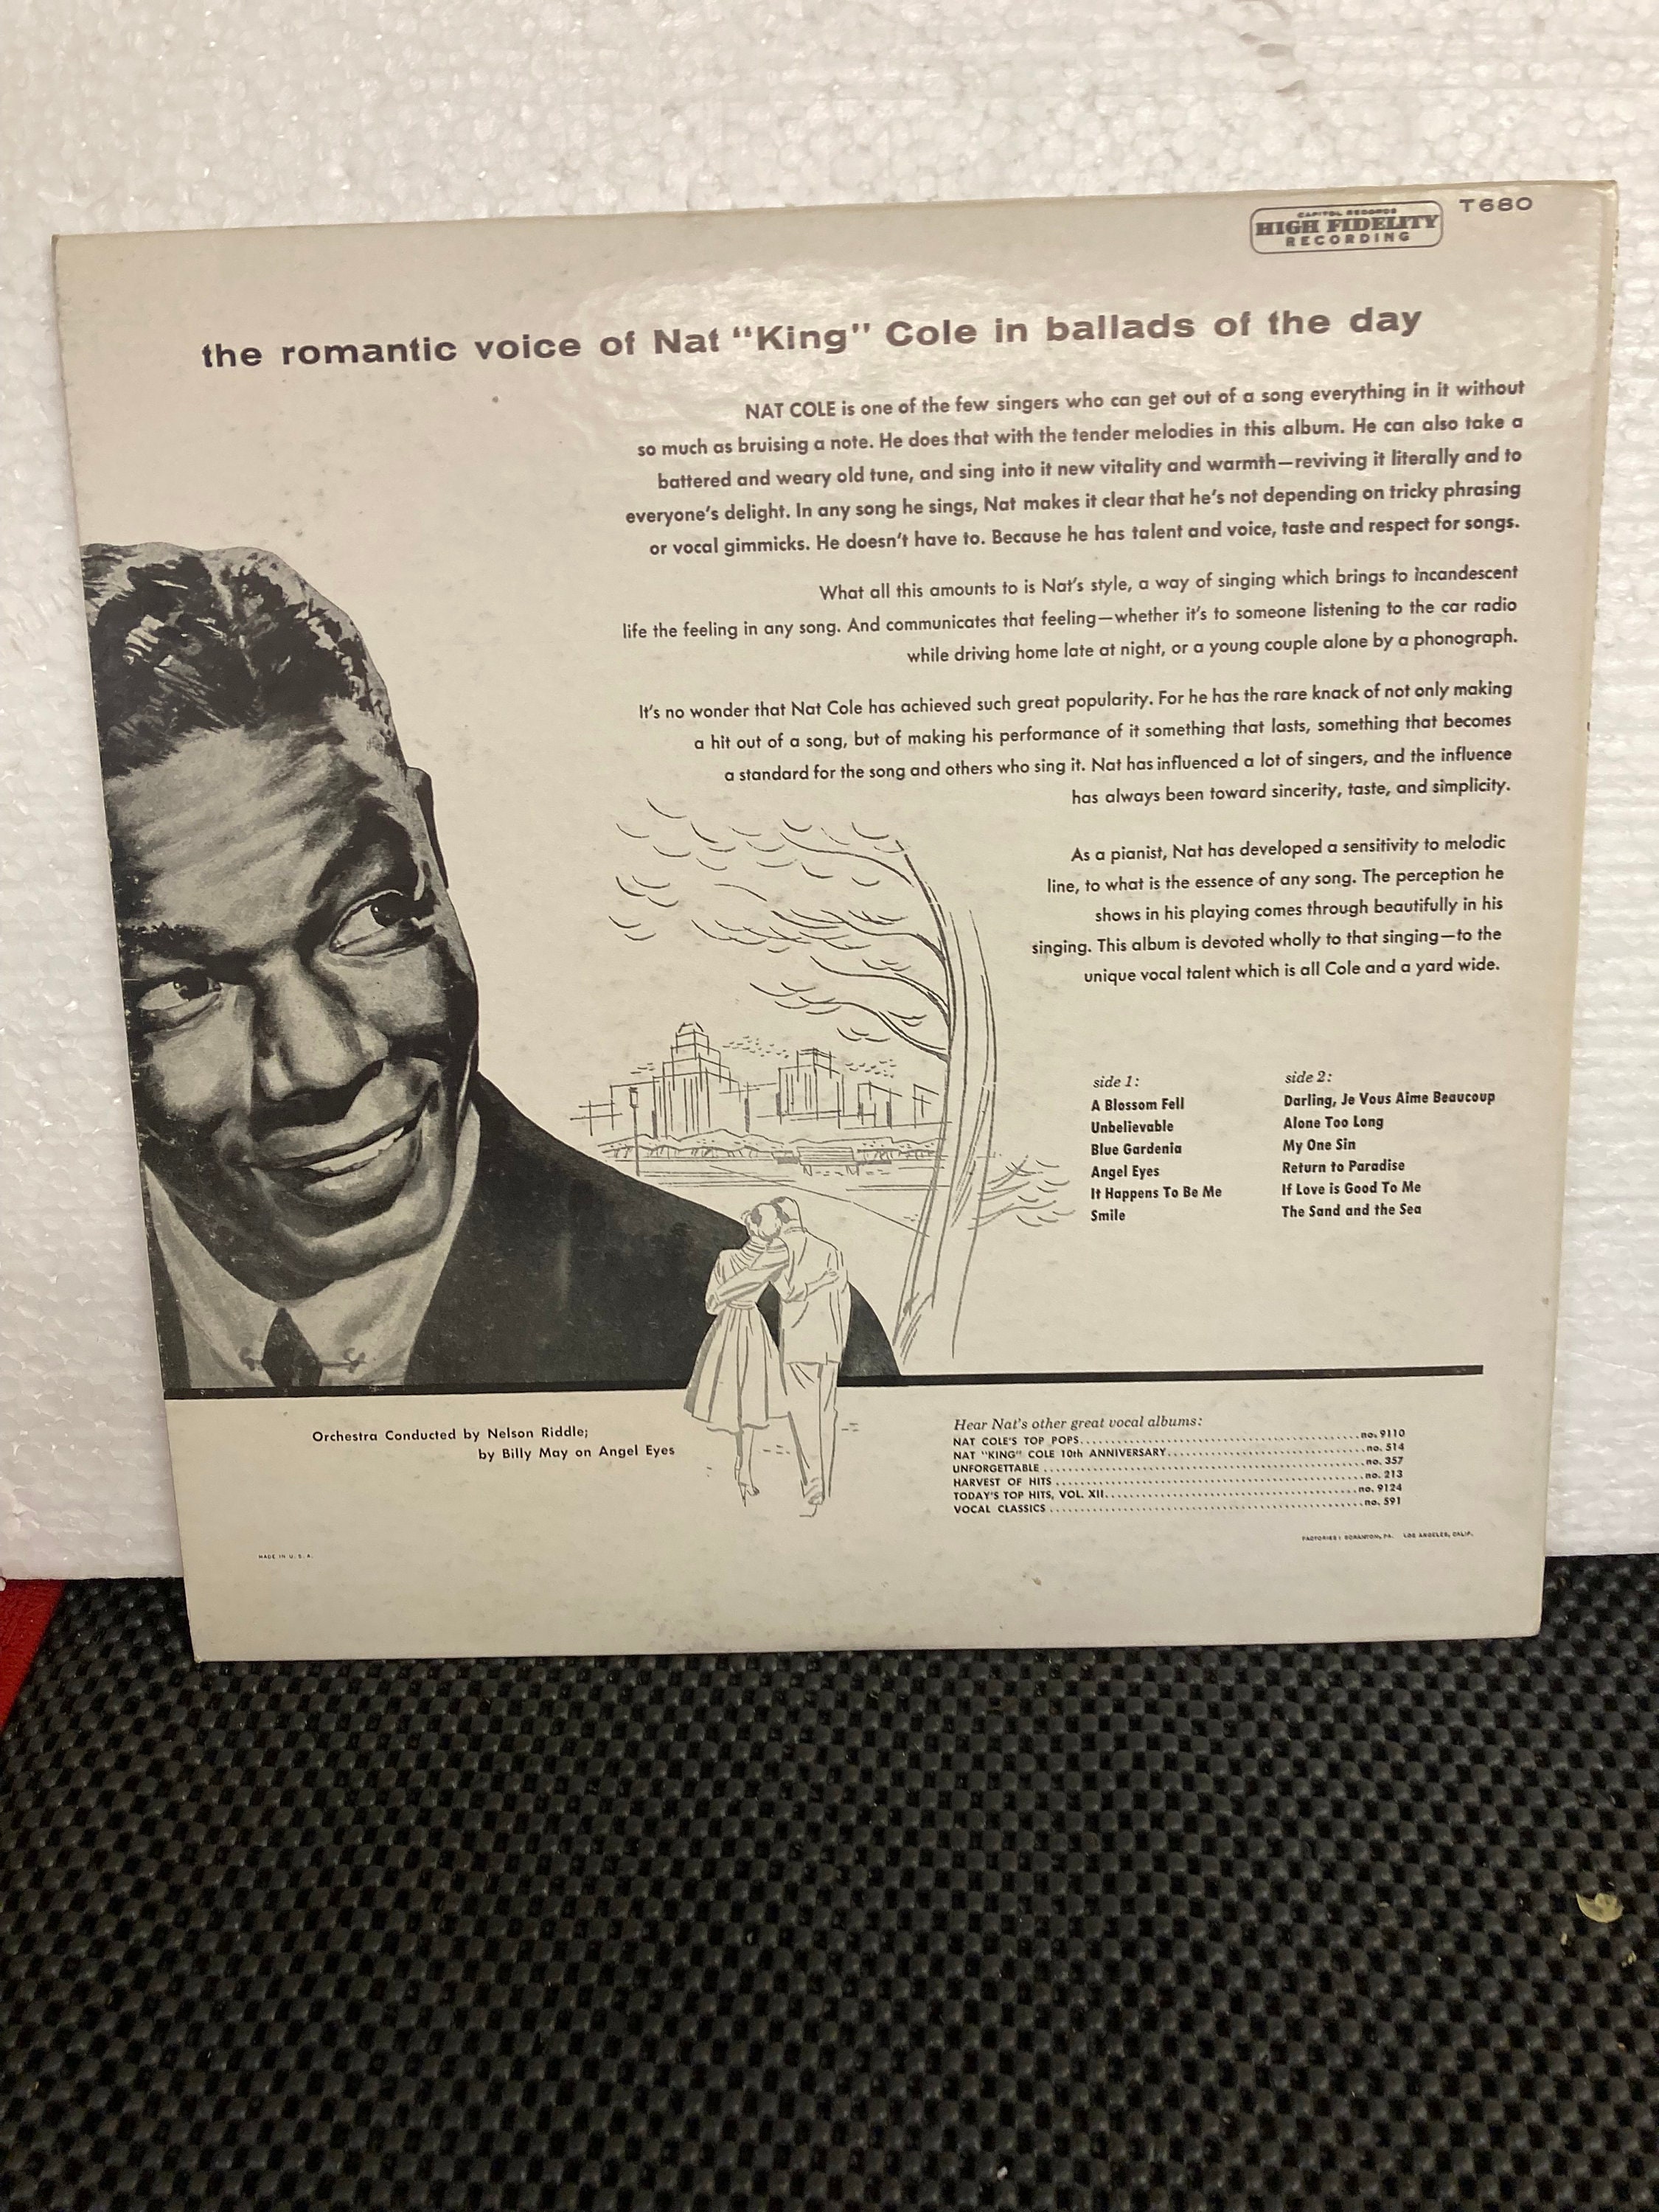 CAPITOL RECORDS
HIGH FIDELITY
RECORDING
T680
the romantic voice of Nat “King” Cole in ballads of the day
NAT COLE is one of the few singers who can get out of a song everything in it without
so much as bruising a note. He does that with the tender melodies in this album. He can also take a
battered and weary old tune, and sing into it new vitality and warmth—reviving it literally and to
everyone’s delight. In any song he sings, Nat makes it clear that he’s not depending on tricky phrasing
or vocal gimmicks. He doesn’t have to. Because he has talent and voice, taste and respect for songs.
What all this amounts to is Nat’s style, a way of singing which brings to incandescent
life the feeling in any song. And communicates that feeling—whether it’s to someone listening to the car radio
while driving home late at night, or a young couple alone by a phonograph.
It’s no wonder that Nat Cole has achieved such great popularity. For he has the rare knack of not only making
a hit out of a song, but of making his performance of it something that lasts, something that becomes
a standard for the song and others who sing it. Nat has influenced a lot of singers, and the influence
has always been toward sincerity, taste, and simplicity.
As a pianist, Nat has developed a sensitivity to melodic
line, to what is the essence of any song. The perception he
shows in his playing comes through beautifully in his
singing. This album is devoted wholly to that singing—to the
unique vocal talent which is all Cole and a yard wide.
side 1:
A Blossom Fell
Unbelievable
Blue Gardenia
Angel Eyes
It Happens To Be Me
Smile
side 2:
Darling, Je Vous Aime Beaucoup
Alone Too Long
My One Sin
Return to Paradise
If Love is Good To Me
The Sand and the Sea
Orchestra Conducted by Nelson Riddle;
by Billy May on Angel Eyes
Hear Nat’s other great vocal albums:
NAT COLE’S TOP POPS..........no. 9110
NAT “KING” COLE 10th ANNIVERSARY..........no. 514
UNFORGETTABLE..........no. 357
HARVEST OF HITS..........no. 213
TODAY’S TOP HITS, VOL. XII..........no. 9124
VOCAL CLASSICS..........no. 591
FACTORIES: SCRANTON, PA. LOS ANGELES, CALIF.
MADE IN U. S. A.